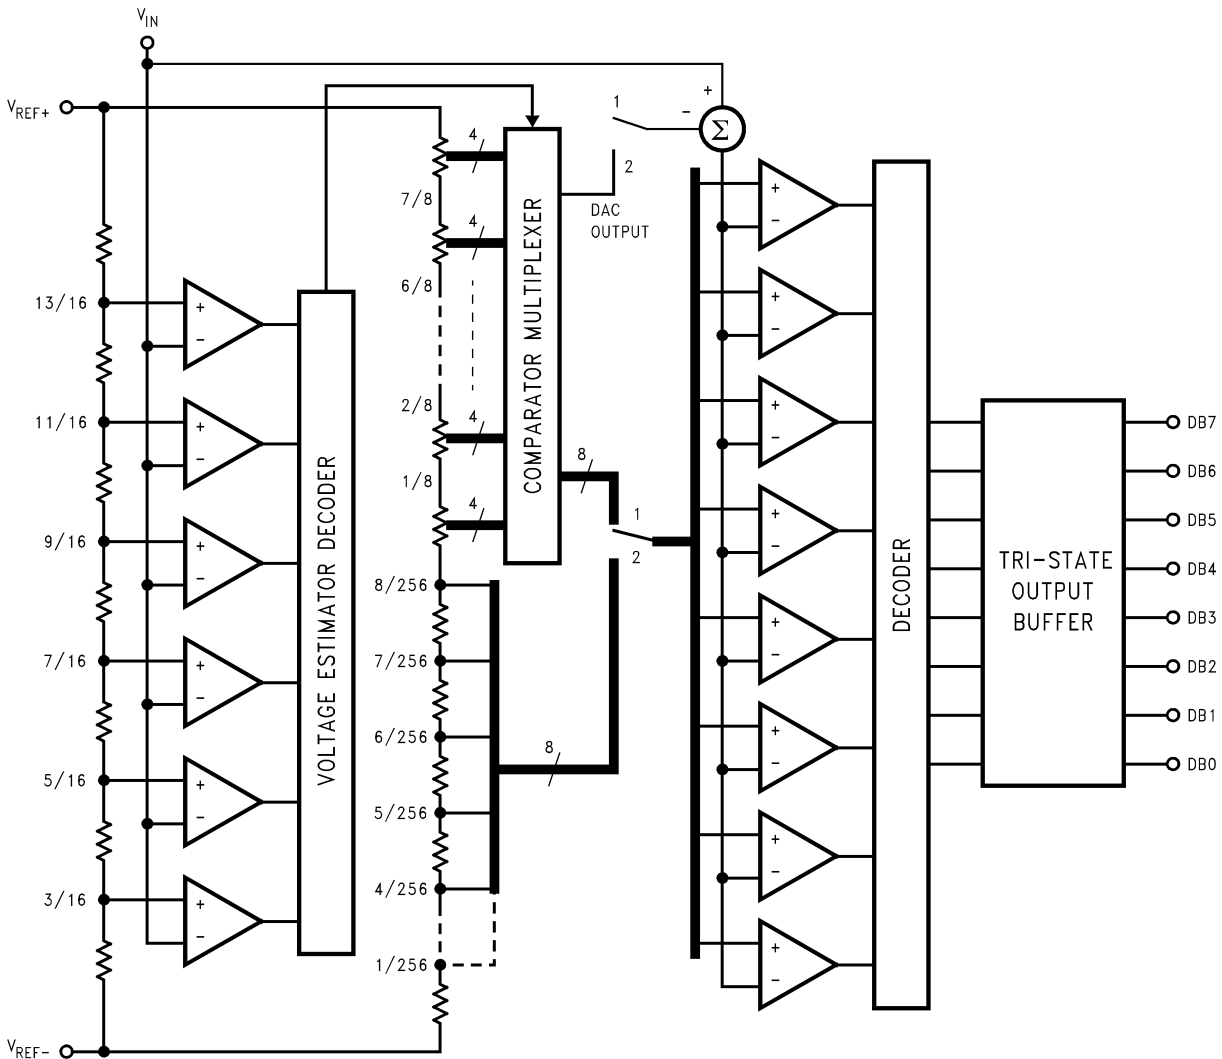 VIN
VREF+
13/16
11/16
9/16
7/16
5/16
3/16
VREF−
+
−
+
−
+
−
+
−
+
−
+
−
VOLTAGE ESTIMATOR DECODER
4
7/8
4
6/8
2/8
4
1/8
4
8/256
7/256
6/256
5/256
4/256
1/256
COMPARATOR MULTIPLEXER
1
2
DAC
OUTPUT
8
1
2
8
+
−
Σ
+
−
+
−
+
−
+
−
+
−
+
−
+
−
+
−
DECODER
TRI−STATE
OUTPUT
BUFFER
DB7
DB6
DB5
DB4
DB3
DB2
DB1
DB0